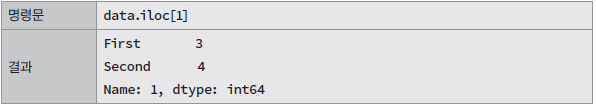 명령문 data.iloc[1]
결과
First 3
Second 4
Name: 1, dtype: int64